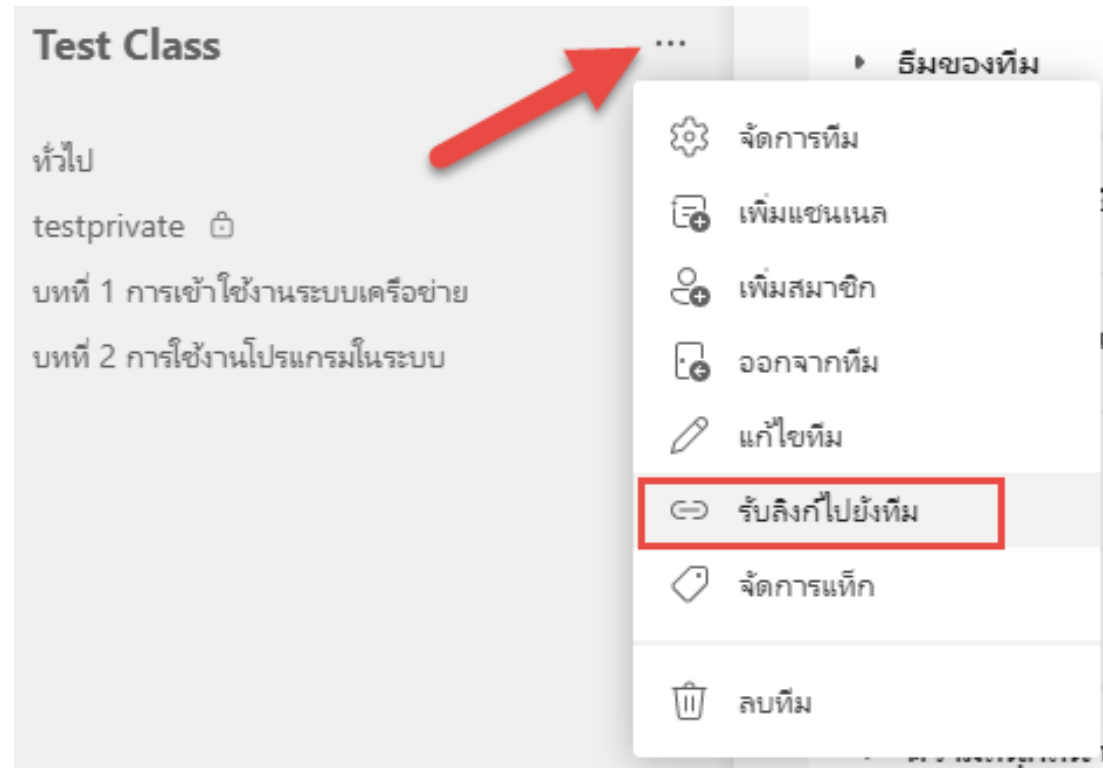 Test Class
...
ทั่วไป
testprivate
บทที่ 1 การเข้าใช้งานระบบเครือข่าย
บทที่ 2 การใช้งานโปรแกรมในระบบ
ธีมของทีม
จัดการทีม
เพิ่มแชนเนล
เพิ่มสมาชิก
ออกจากทีม
แก้ไขทีม
รับลิงก์ไปยังทีม
จัดการแท็ก
ลบทีม